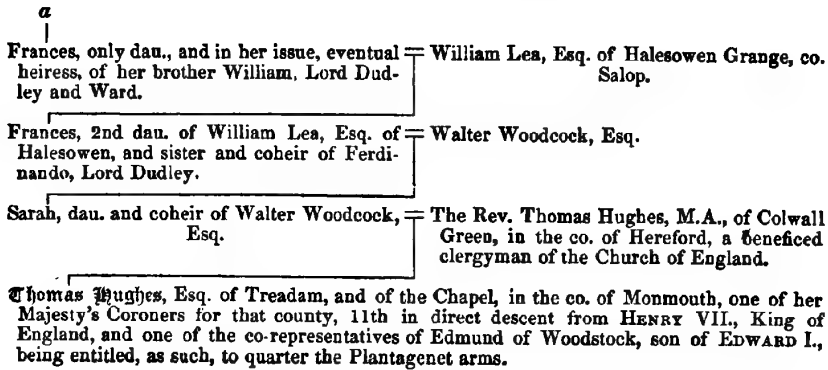 a
Frances, only dau., and in her issue, eventual = William Lea, Esq. of Halesowen Grange, co.
heiress, of her brother William, Lord Dud- Salop.
ley and Ward.
Frances, 2nd dau. of William Lea, Esq. of = Walter Woodcock, Esq.
Halesowen, and sister and coheir of Ferdi-
nando, Lord Dudley.
Sarah, dau. and coheir of Walter Woodcock, = The Rev. Thomas Hughes, M.A., of Colwall
Esq. Green, in the co. of Hereford, a beneficed
clergyman of the Church of England.
Thomas Hughes, Esq. of Treadam, and of the Chapel, in the co. of Monmouth, one of her
Majesty's Coroners for that county, 11th in direct descent from HENRY VII., King of
England, and one of the co-representatives of Edmund of Woodstock, son of EDWARD I.,
being entitled, as such, to quarter the Plantagenet arms.